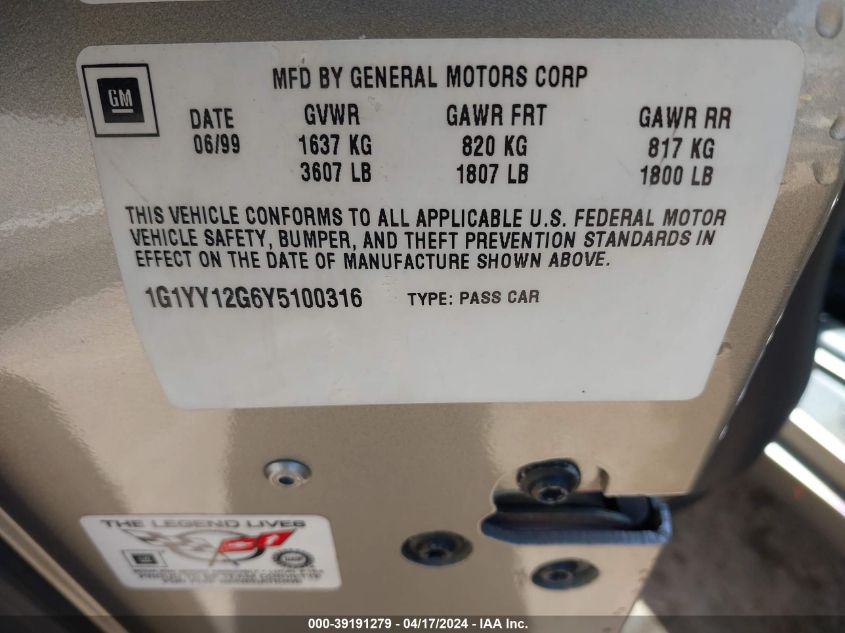 GM
MFD BY GENERAL MOTORS CORP
DATE GVWR GAWR FRT GAWR RR
06/99 1637 KG 820 KG 817 KG
3607 LB 1807 LB 1800 LB
THIS VEHICLE CONFORMS TO ALL APPLICABLE U.S. FEDERAL MOTOR
VEHICLE SAFETY, BUMPER, AND THEFT PREVENTION STANDARDS IN
EFFECT ON THE DATE OF MANUFACTURE SHOWN ABOVE.
1G1YY12G6Y5100316 TYPE: PASS CAR
THE LEGEND LIVES
000-39191279 / 04/17/2024 - IAA Inc.